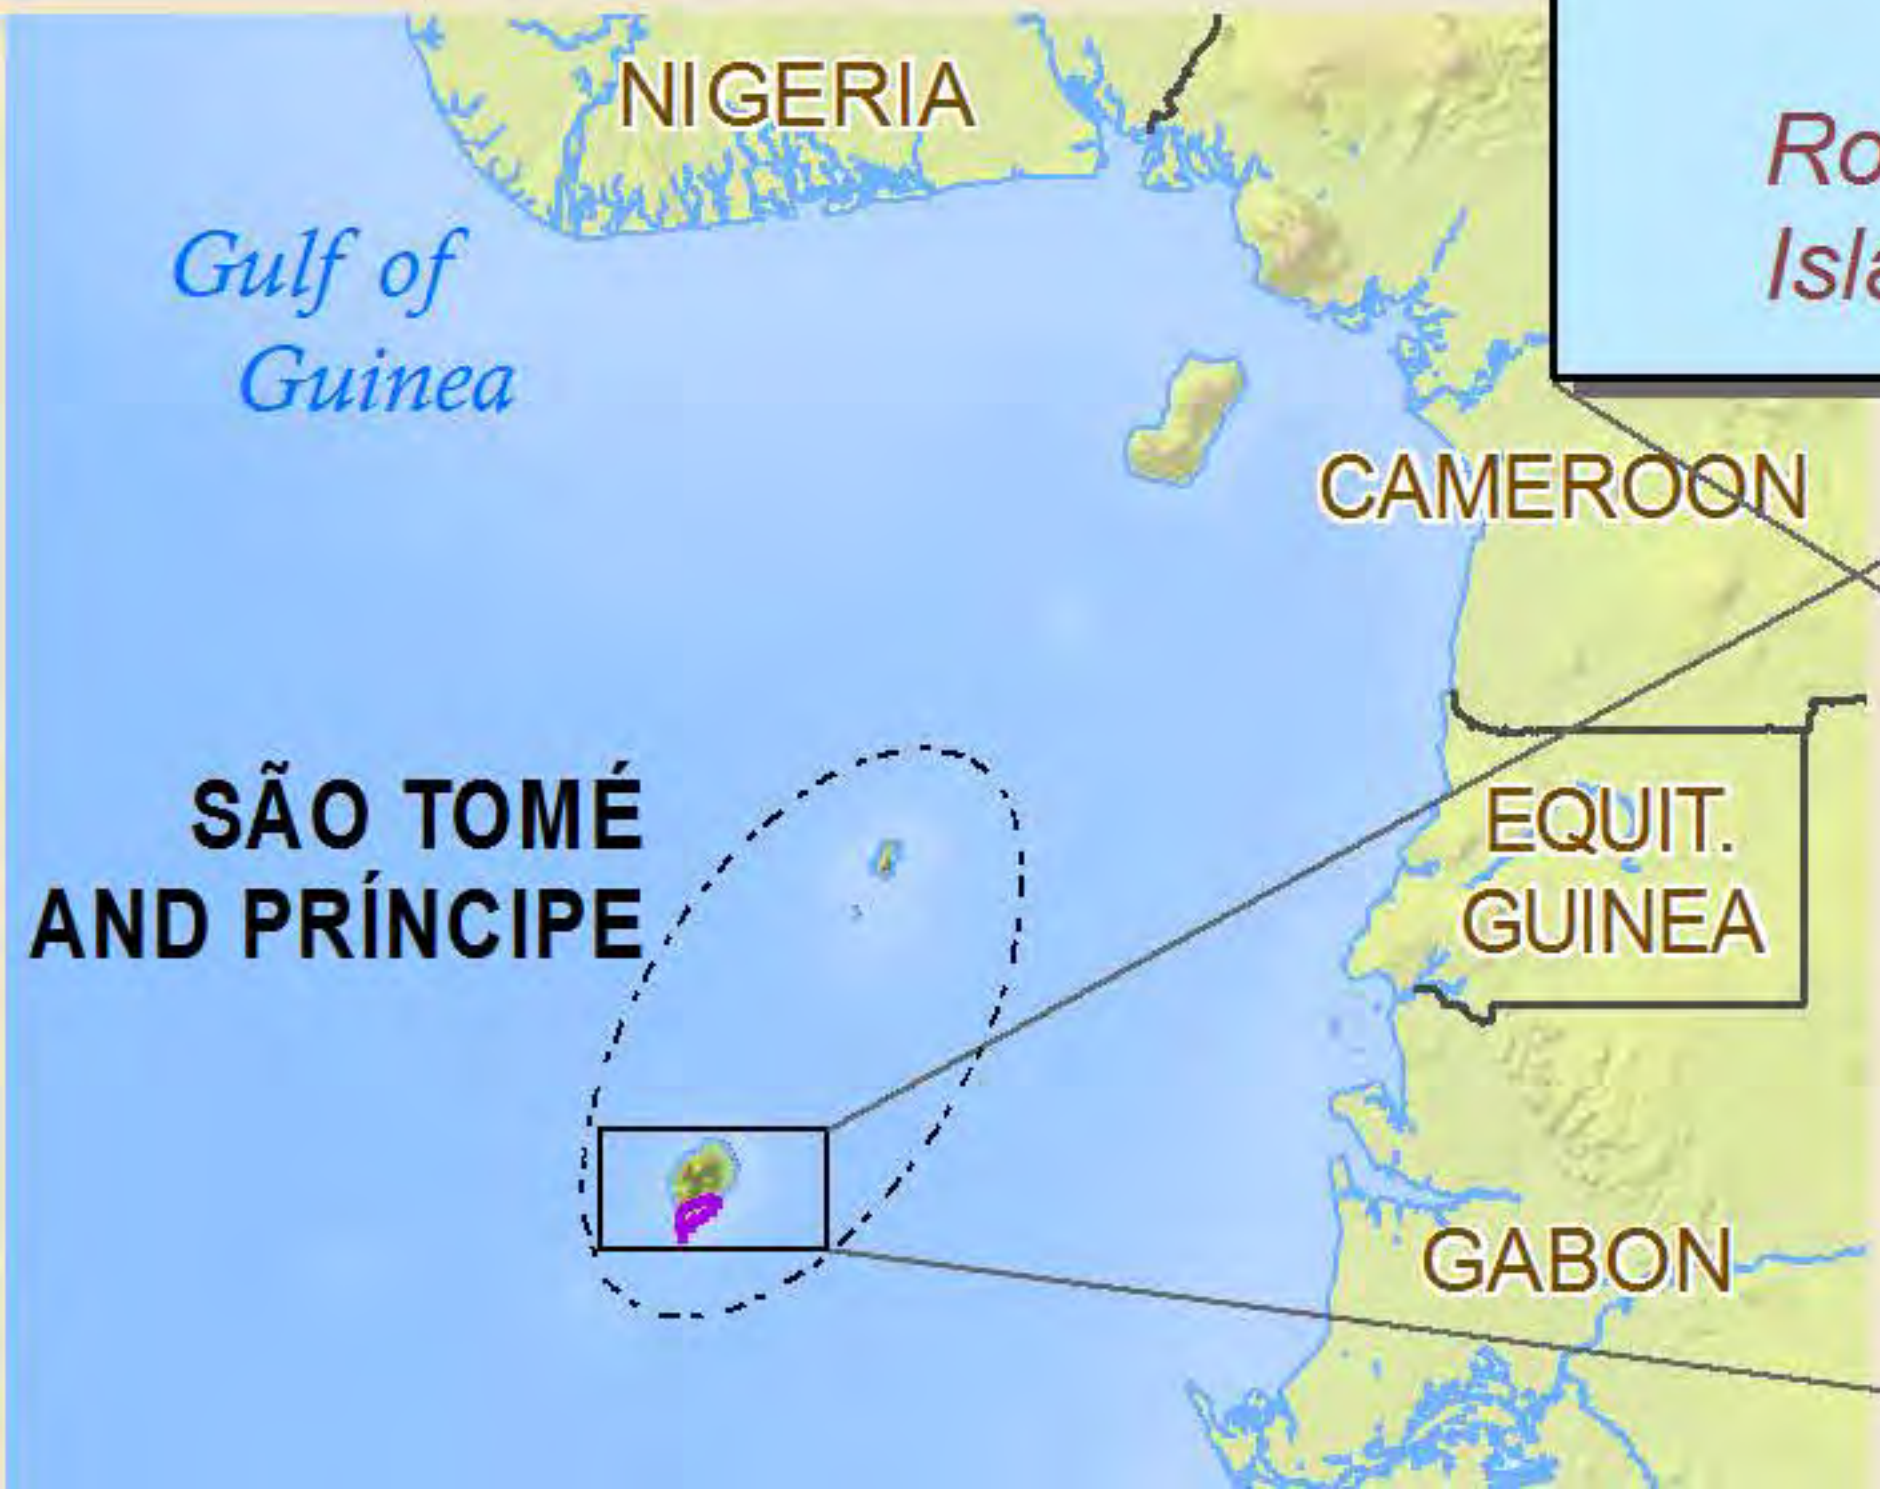 NIGERIA
Gulf of
Guinea
CAMEROON
SÃO TOMÉ
AND PRÍNCIPE
EQUIT.
GUINEA
GABON